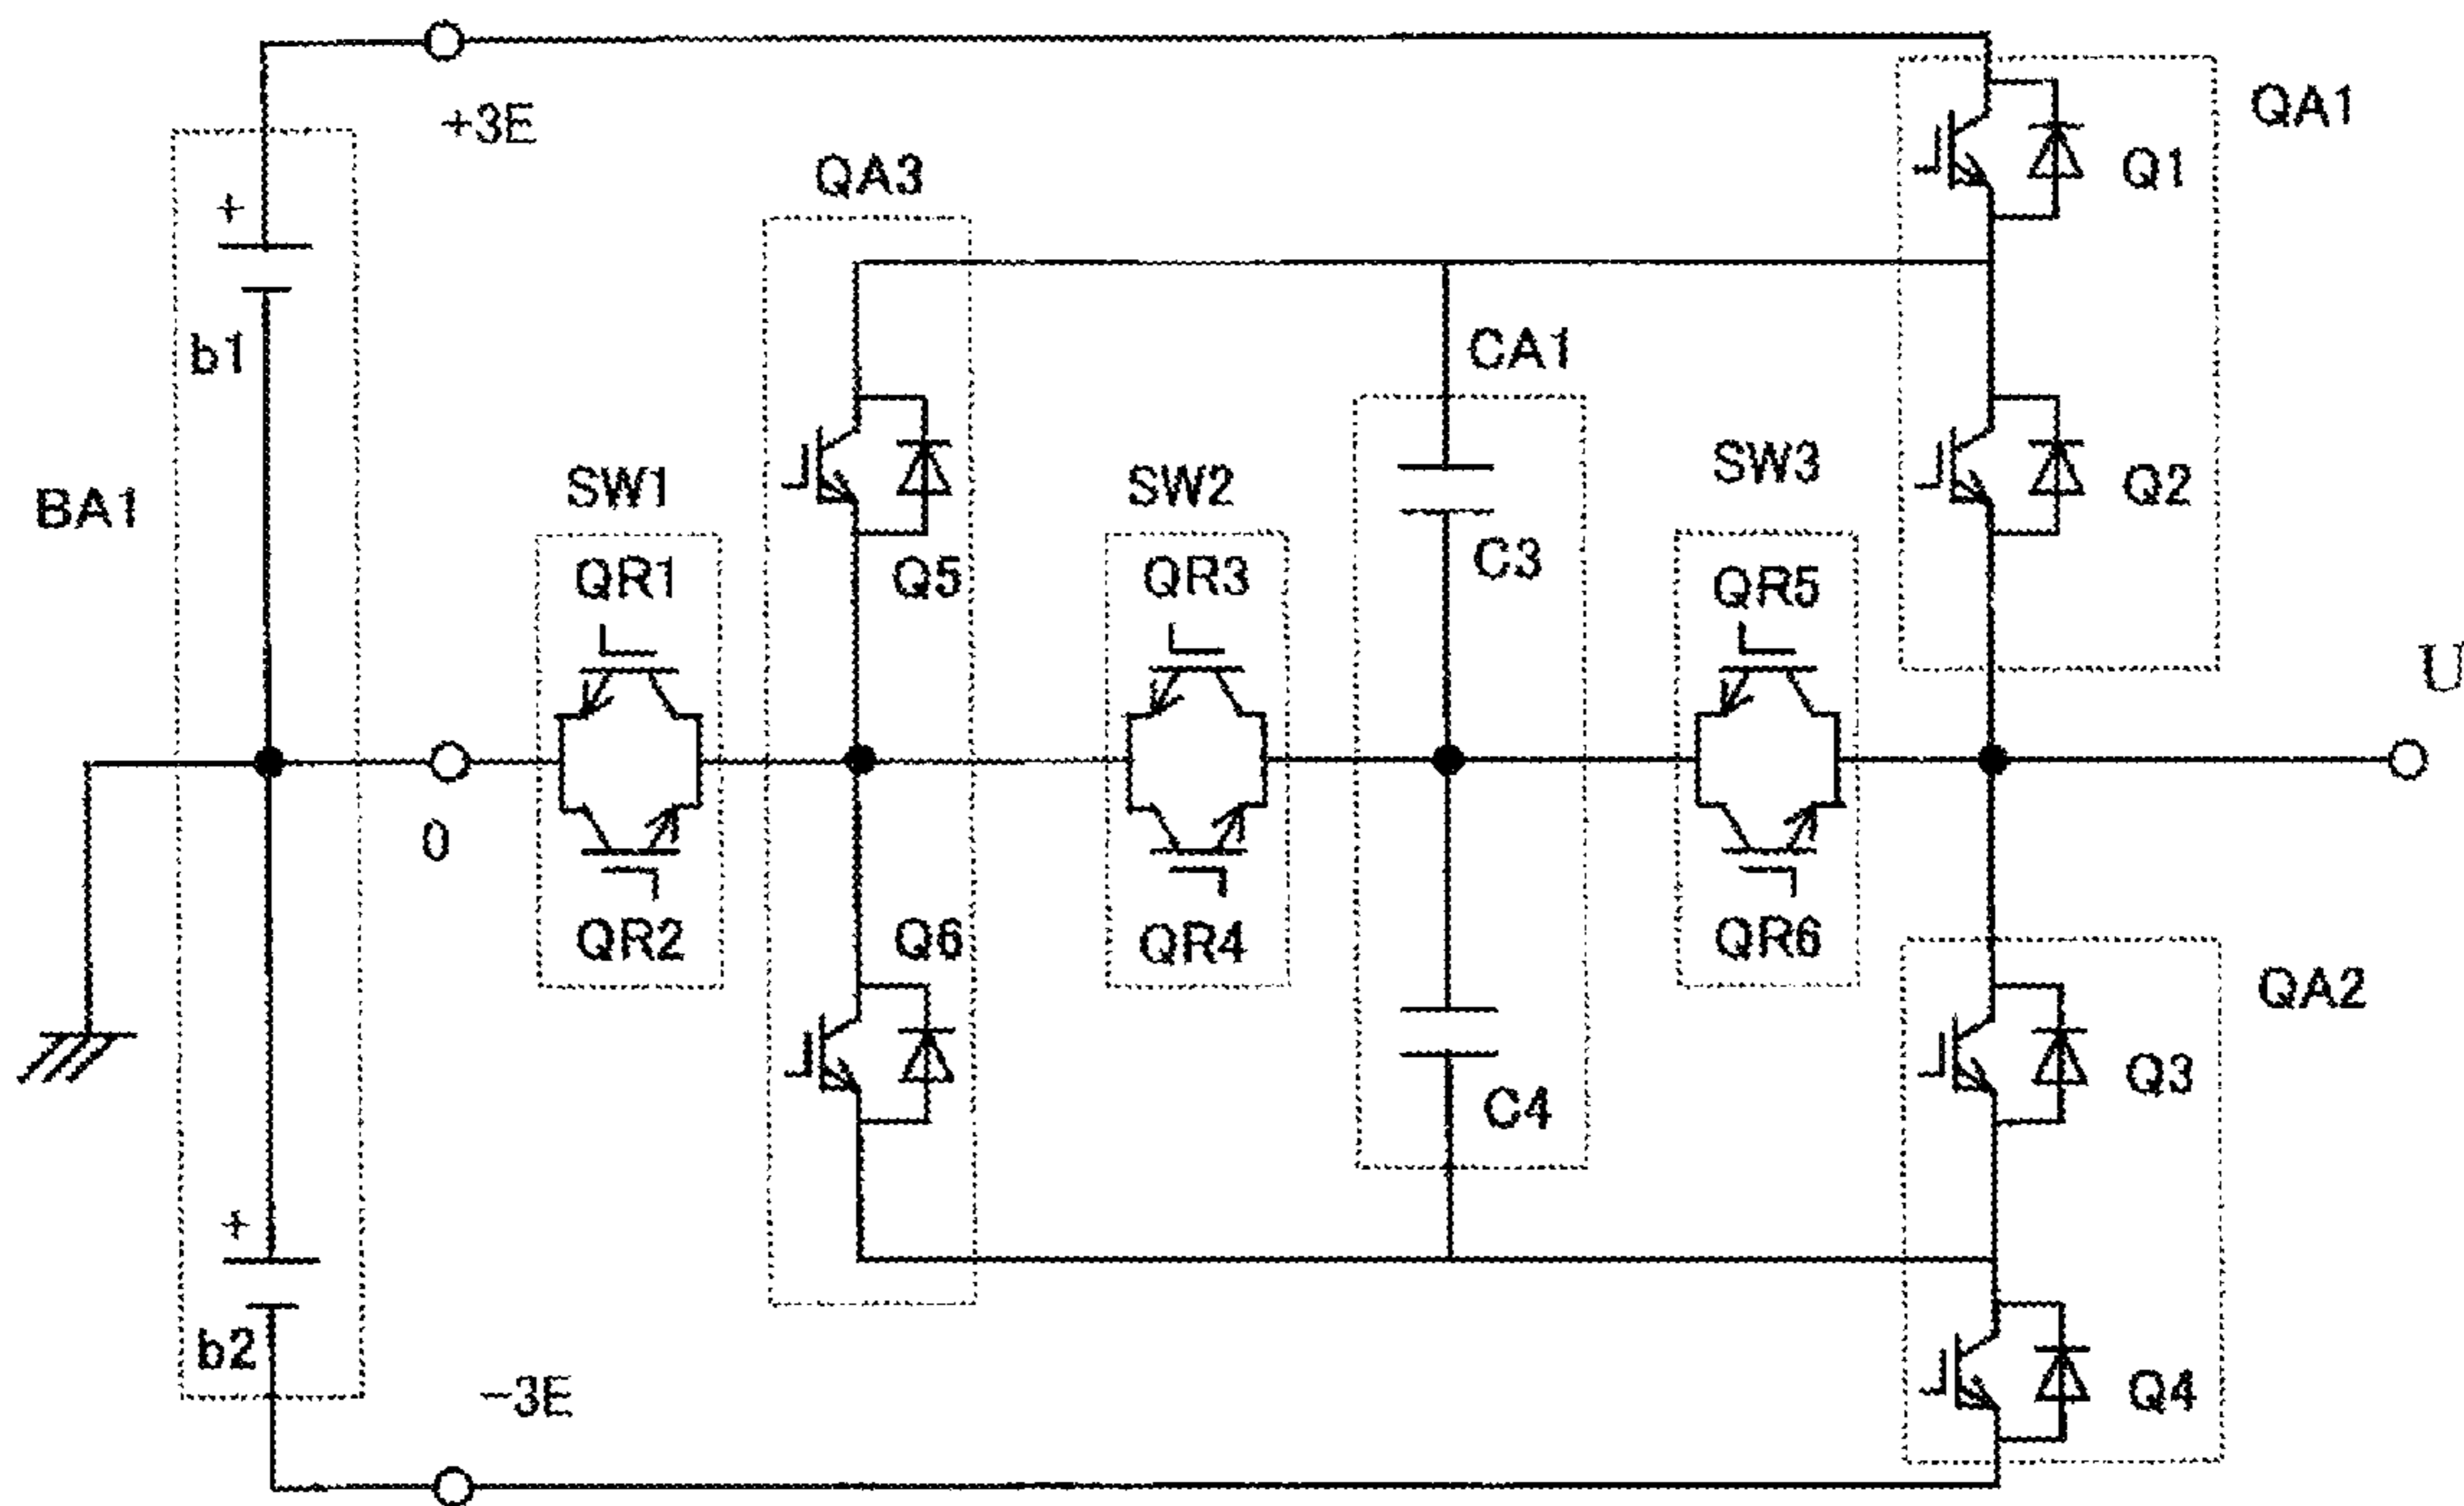 +3E
QA1
+
QA3
Q1
b1
CA1
BA1
SW1
SW2
SW3
Q2
QR1
Q5
QR3
C3
QR5
U
0
QR2
Q6
QR4
QR6
QA2
Q3
C4
+
b2
-3E
Q4